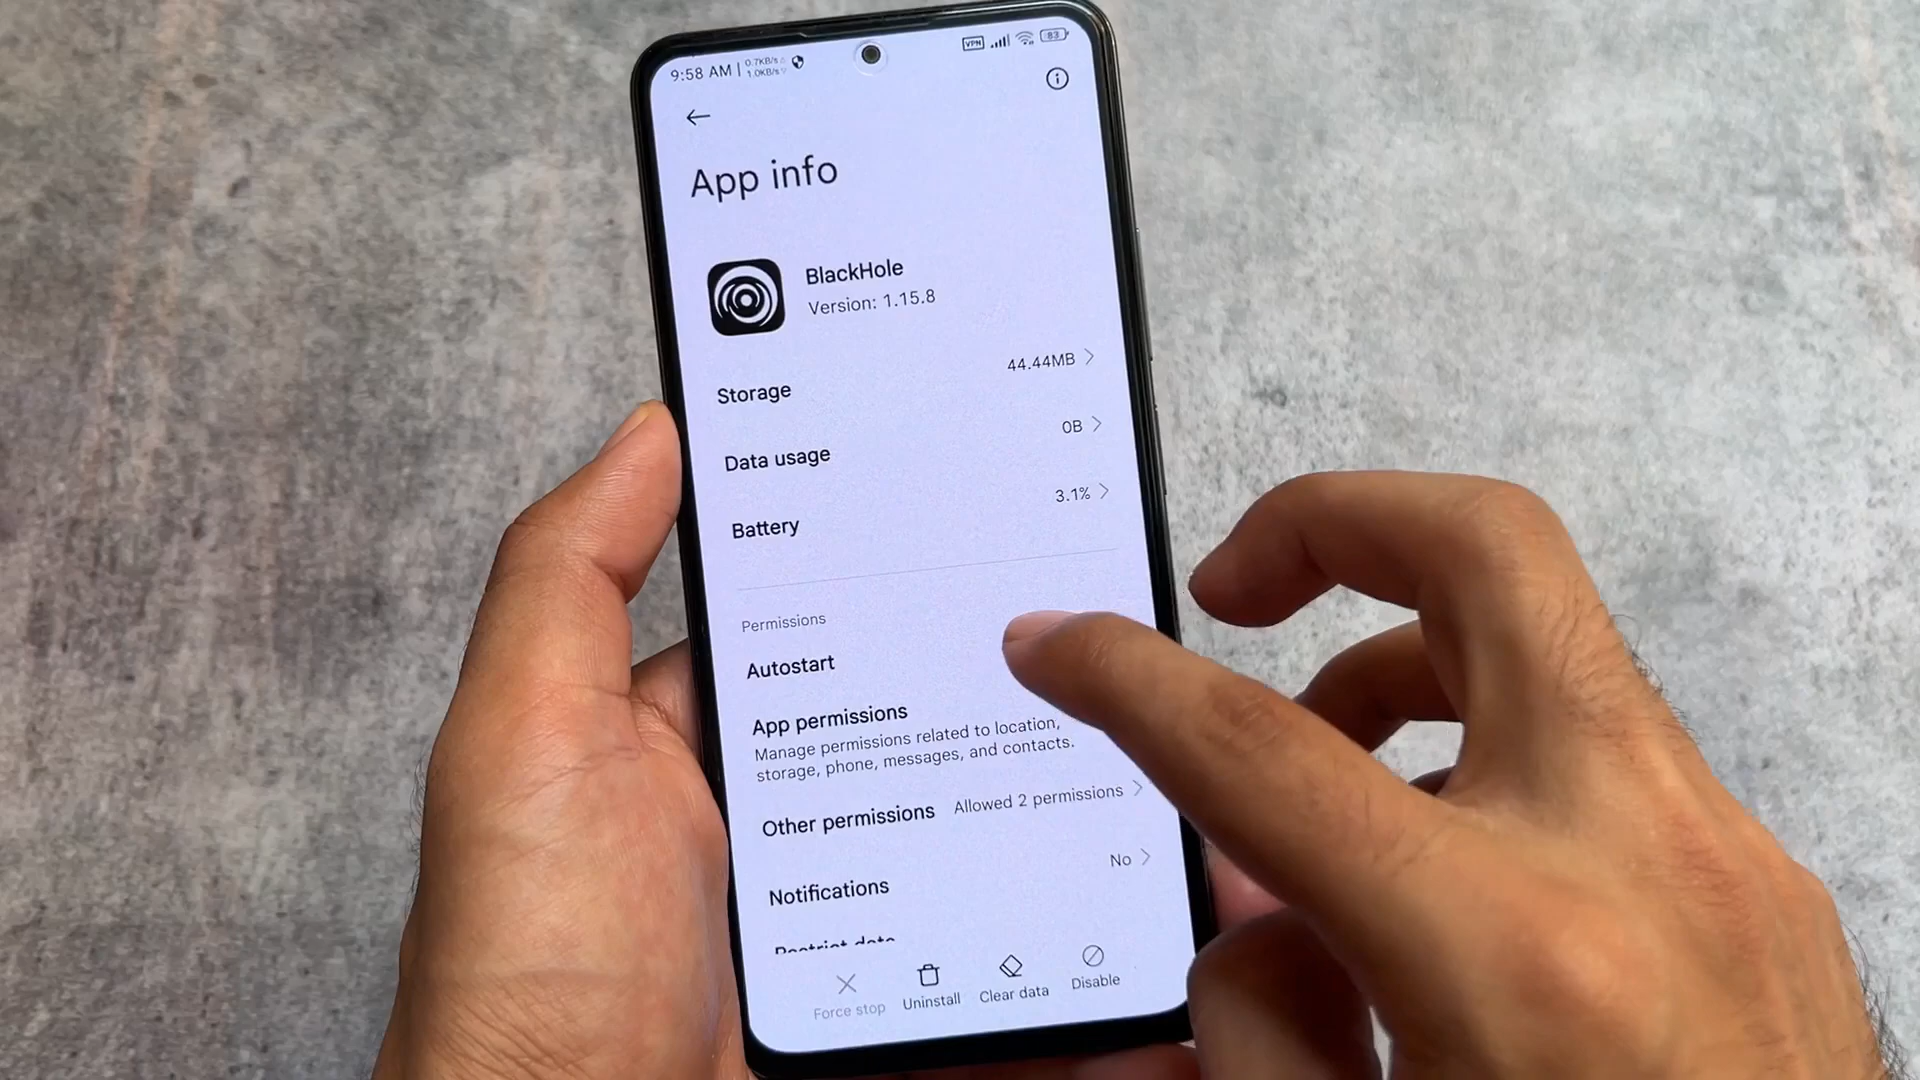 9:58 AM | 0.7KB/s
1.0KB/s
VPN
83
App info
BlackHole
Version: 1.15.8
Storage
44.44MB
Data usage
0B
Battery
3.1%
Permissions
Autostart
App permissions
Manage permissions related to location,
storage, phone, messages, and contacts.
Other permissions
Allowed 2 permissions
Notifications
No
Restrict data
Force stop
Uninstall
Clear data
Disable